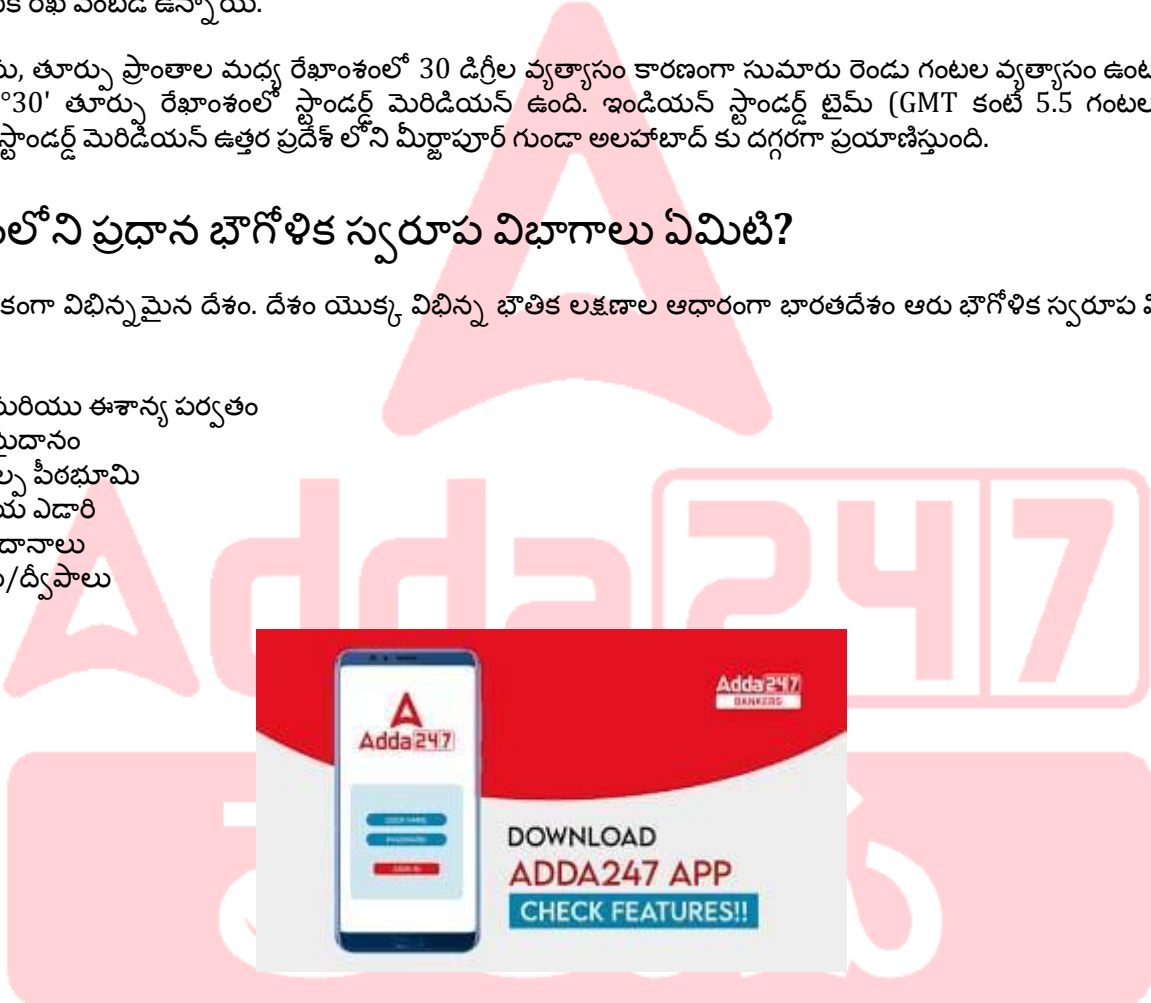 రేఖ వెంబడి ఉన్నాయి.
తూర్పు ప్రాంతాల మధ్య రేఖాంశంలో 30 డిగ్రీల వ్యత్యాసం కారణంగా సుమారు రెండు గంటల వ్యత్యాసం
°30' తూర్పు రేఖాంశంలో స్టాండర్డ్ మెరిడియన్ ఉంది. ఇండియన్ స్టాండర్డ్ టైమ్ (GMT కంటే 5.5 గంటల
స్టాండర్డ్ మెరిడియన్ ఉత్తర ప్రదేశ్ లోని మీర్జాపూర్ గుండా అలహాబాద్ కు దగ్గరగా ప్రయాణిస్తుంది.
లోని ప్రధాన భౌగోళిక స్వరూప విభాగాలు ఏమిటి?
కంగా విభిన్నమైన దేశం. దేశం యొక్క విభిన్న భౌతిక లక్షణాల ఆధారంగా భారతదేశం ఆరు భౌగోళిక స్వరూప
మరియు ఈశాన్య పర్వతం
మైదానం
ల్ప పీఠభూమి
య ఎడారి
దానాలు
/ద్వీపాలు
Adda247
Adda247
BANKERS
Adda247
DOWNLOAD
ADDA247 APP
CHECK FEATURES!!